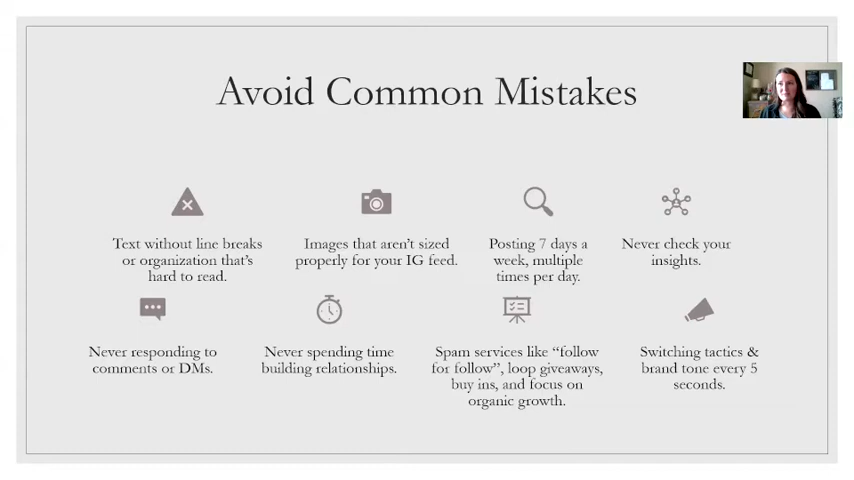 Avoid Common Mistakes
Text without line breaks
or organization that's
hard to read.
Images that aren't sized
properly for your IG feed.
Posting 7 days a
week, multiple
times per day.
Never check your
insights.
Never responding to
comments or DMs.
Never spending time
building relationships.
Spam services like “follow
for follow”, loop giveaways,
buy ins, and focus on
organic growth.
Switching tactics &
brand tone every 5
seconds.